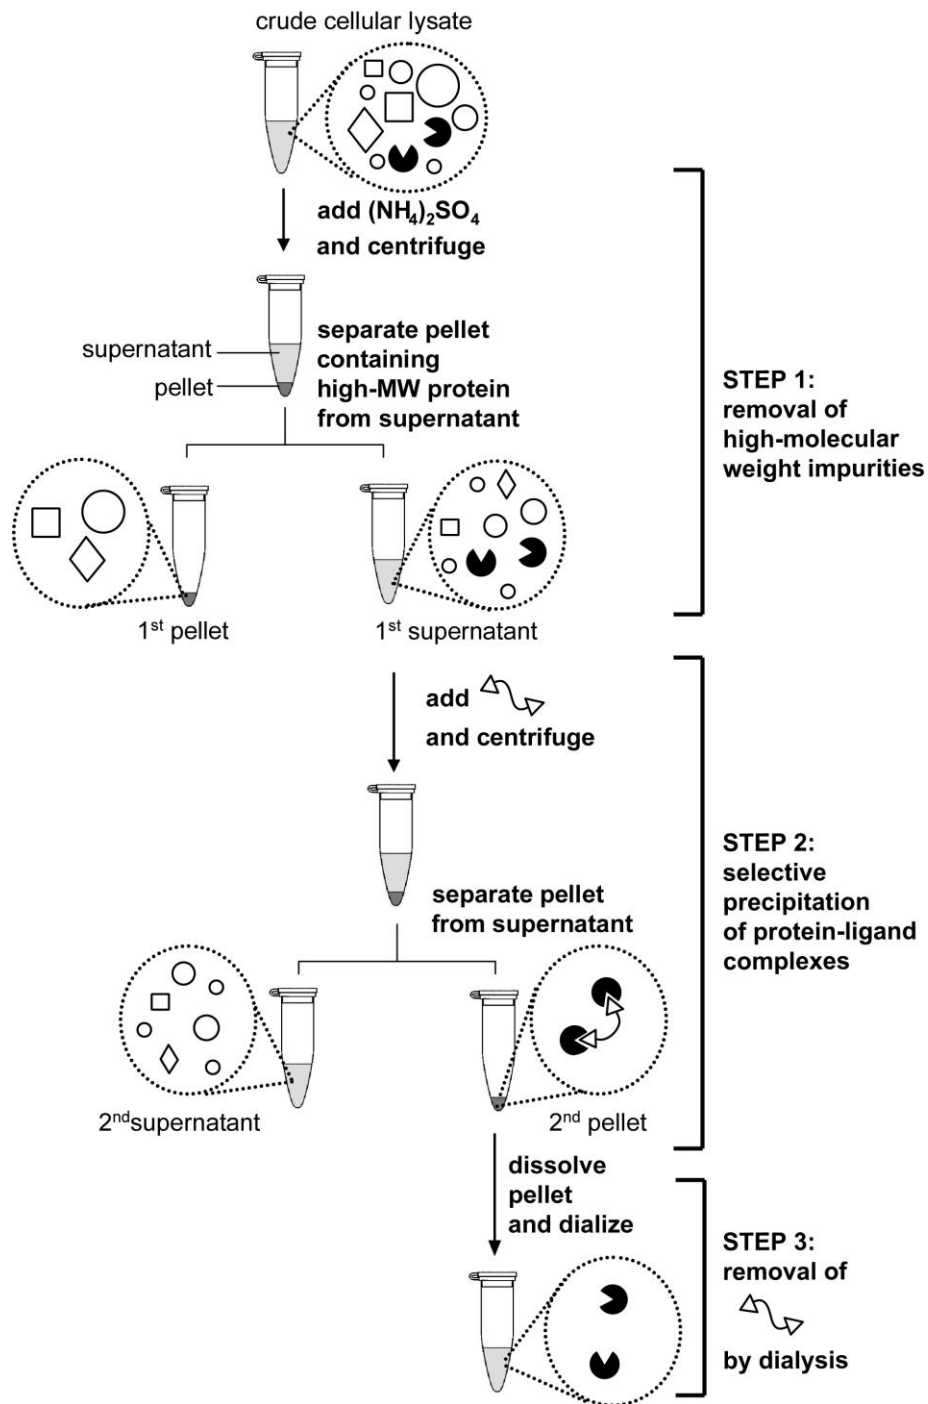 crude cellular lysate
add (NH₄)₂SO₄
and centrifuge
supernatant
pellet
separate pellet
containing
high-MW protein
from supernatant
STEP 1:
removal of
high-molecular
weight impurities
1st pellet
1st supernatant
add
and centrifuge
separate pellet
from supernatant
STEP 2:
selective
precipitation
of protein-ligand
complexes
2ndsupernatant
2nd pellet
dissolve
pellet
and dialize
STEP 3:
removal of
by dialysis